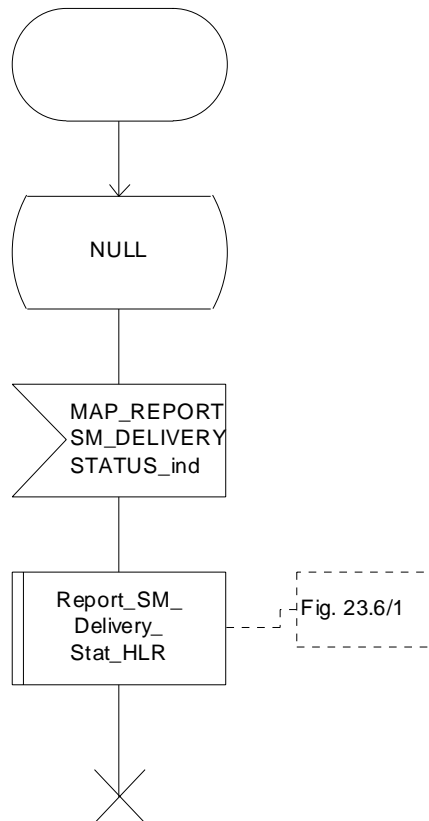 NULL
MAP_REPORT
SM_DELIVERY
STATUS_ind
Report_SM_
Delivery_
Stat_HLR
Fig. 23.6/1